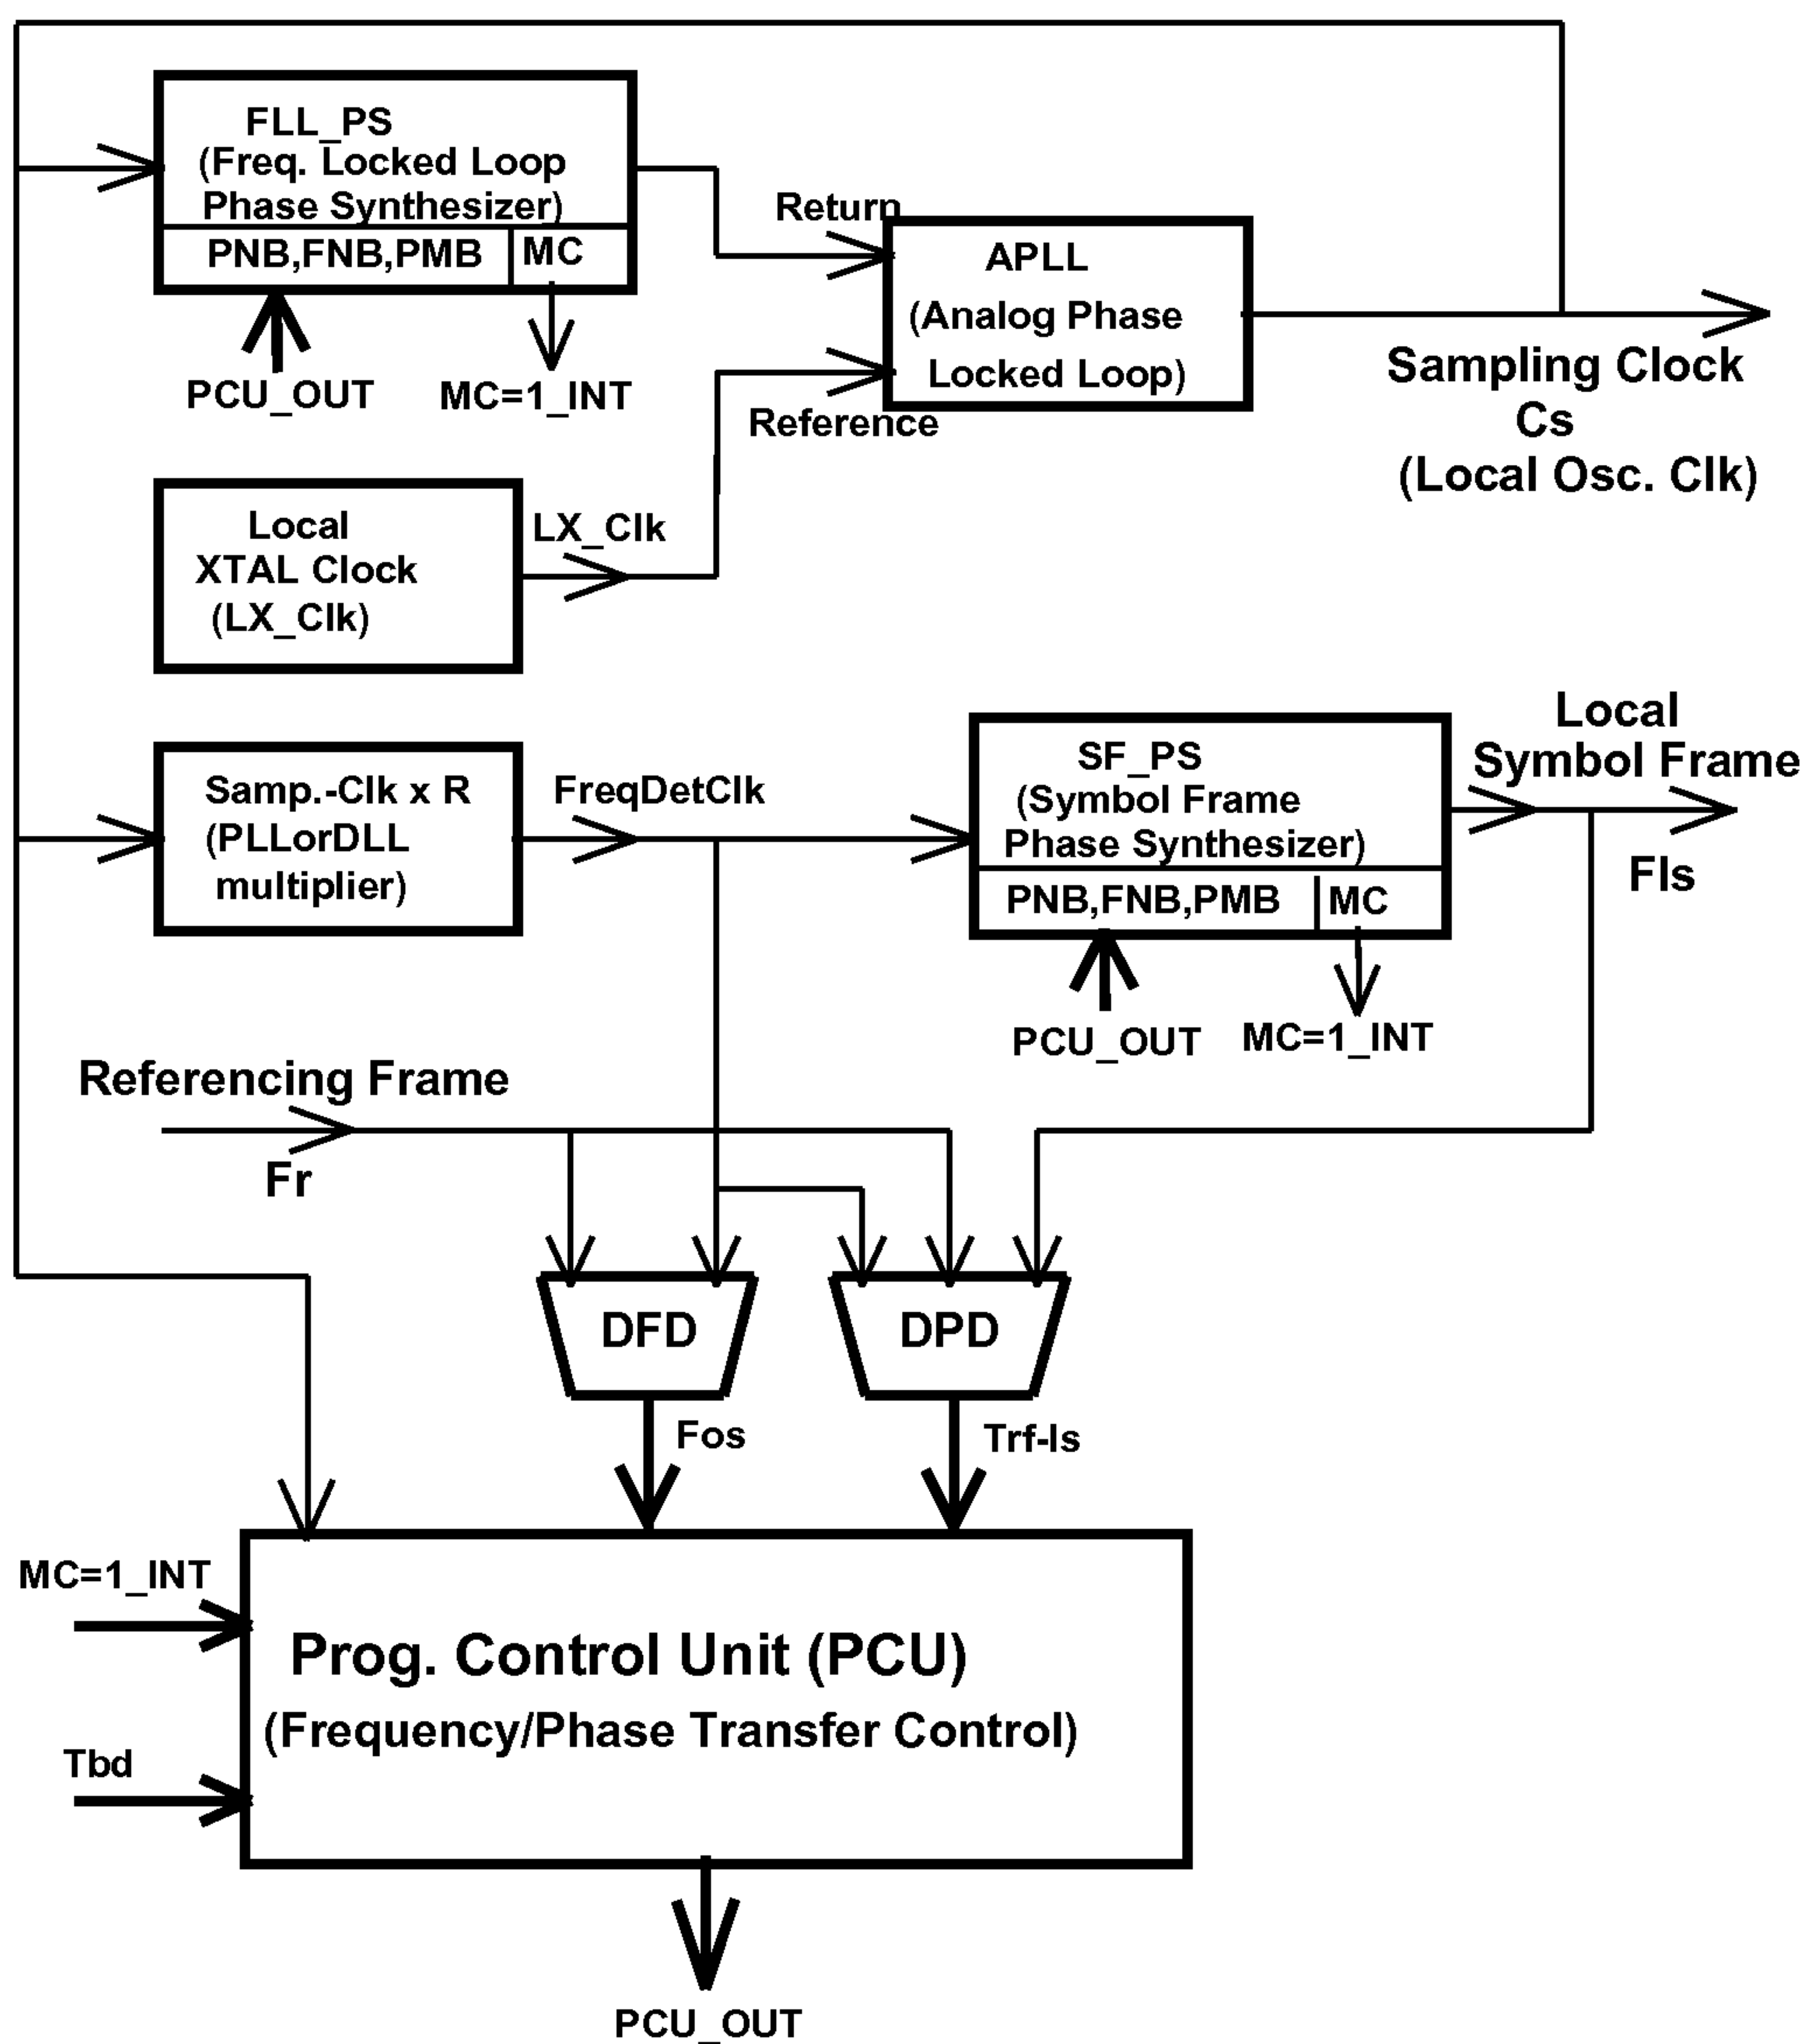 FLL_PS
(Freq. Locked Loop
Phase Synthesizer)
PNB,FNB,PMB
MC
PCU_OUT
MC=1_INT
Return
APLL
(Analog Phase
Locked Loop)
Reference
Sampling Clock
Cs
(Local Osc. Clk)
Local
XTAL Clock
(LX_Clk)
LX_Clk
Samp.-Clk x R
(PLLorDLL
multiplier)
FreqDetClk
SF_PS
(Symbol Frame
Phase Synthesizer)
PNB,FNB,PMB
MC
PCU_OUT
MC=1_INT
Local
Symbol Frame
Fls
Referencing Frame
Fr
DFD
DPD
Fos
Trf-ls
MC=1_INT
Tbd
Prog. Control Unit (PCU)
(Frequency/Phase Transfer Control)
PCU_OUT